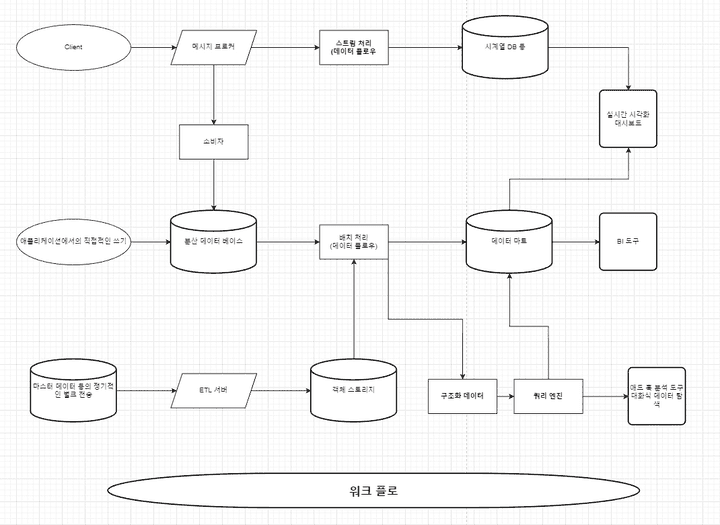 Client
메시지 브로커
스트림 처리
(데이터 플로우
시계열 DB 등
실시간 시각화
대시보드
소비자
애플리케이션에서의 직접적인 쓰기
분산 데이터 베이스
배치 처리
(데이터 플로우)
데이터 마트
BI 도구
마스터 데이터 등의 정기적
인 벌크 전송
ETL 서버
객체 스토리지
구조화 데이터
쿼리 엔진
애드 혹 분석 도구
대화식 데이터 탐
색
워크 플로